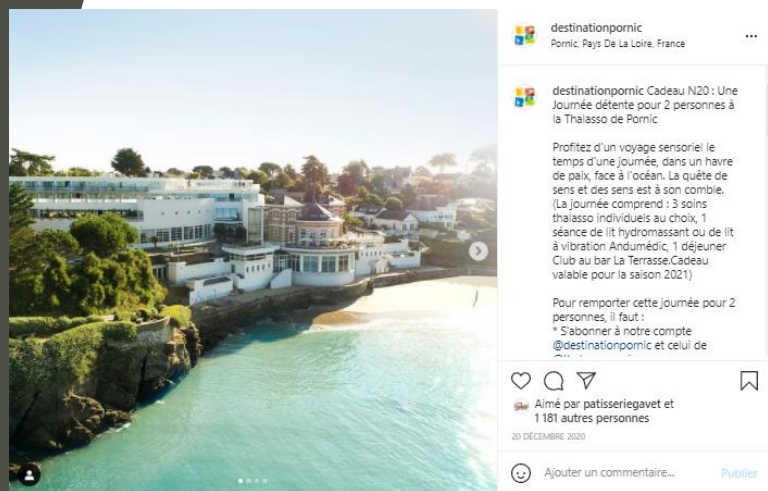 destinationpornic
Pornic, Pays De La Loire, France
destinationpornic Cadeau N20 : Une
Journée détente pour 2 personnes à
la Thalasso de Pornic
Profitez d'un voyage sensoriel le
temps d'une journée, dans un havre
de paix, face à l'océan. La quête de
sens et des sens est à son comble.
(La journée comprend : 3 soins
thalasso individuels au choix, 1
séance de lit hydromassant ou de lit
à vibration Andumédic, 1 déjeuner
Club au bar La Terrasse.Cadeau
valable pour la saison 2021)
Pour remporter cette journée pour 2
personnes, il faut :
* S'abonner à notre compte
@destinationpornic et celui de
Aimé par patisseriegavet et
1 181 autres personnes
20 DÉCEMBRE 2020
Ajouter un commentaire... Publier